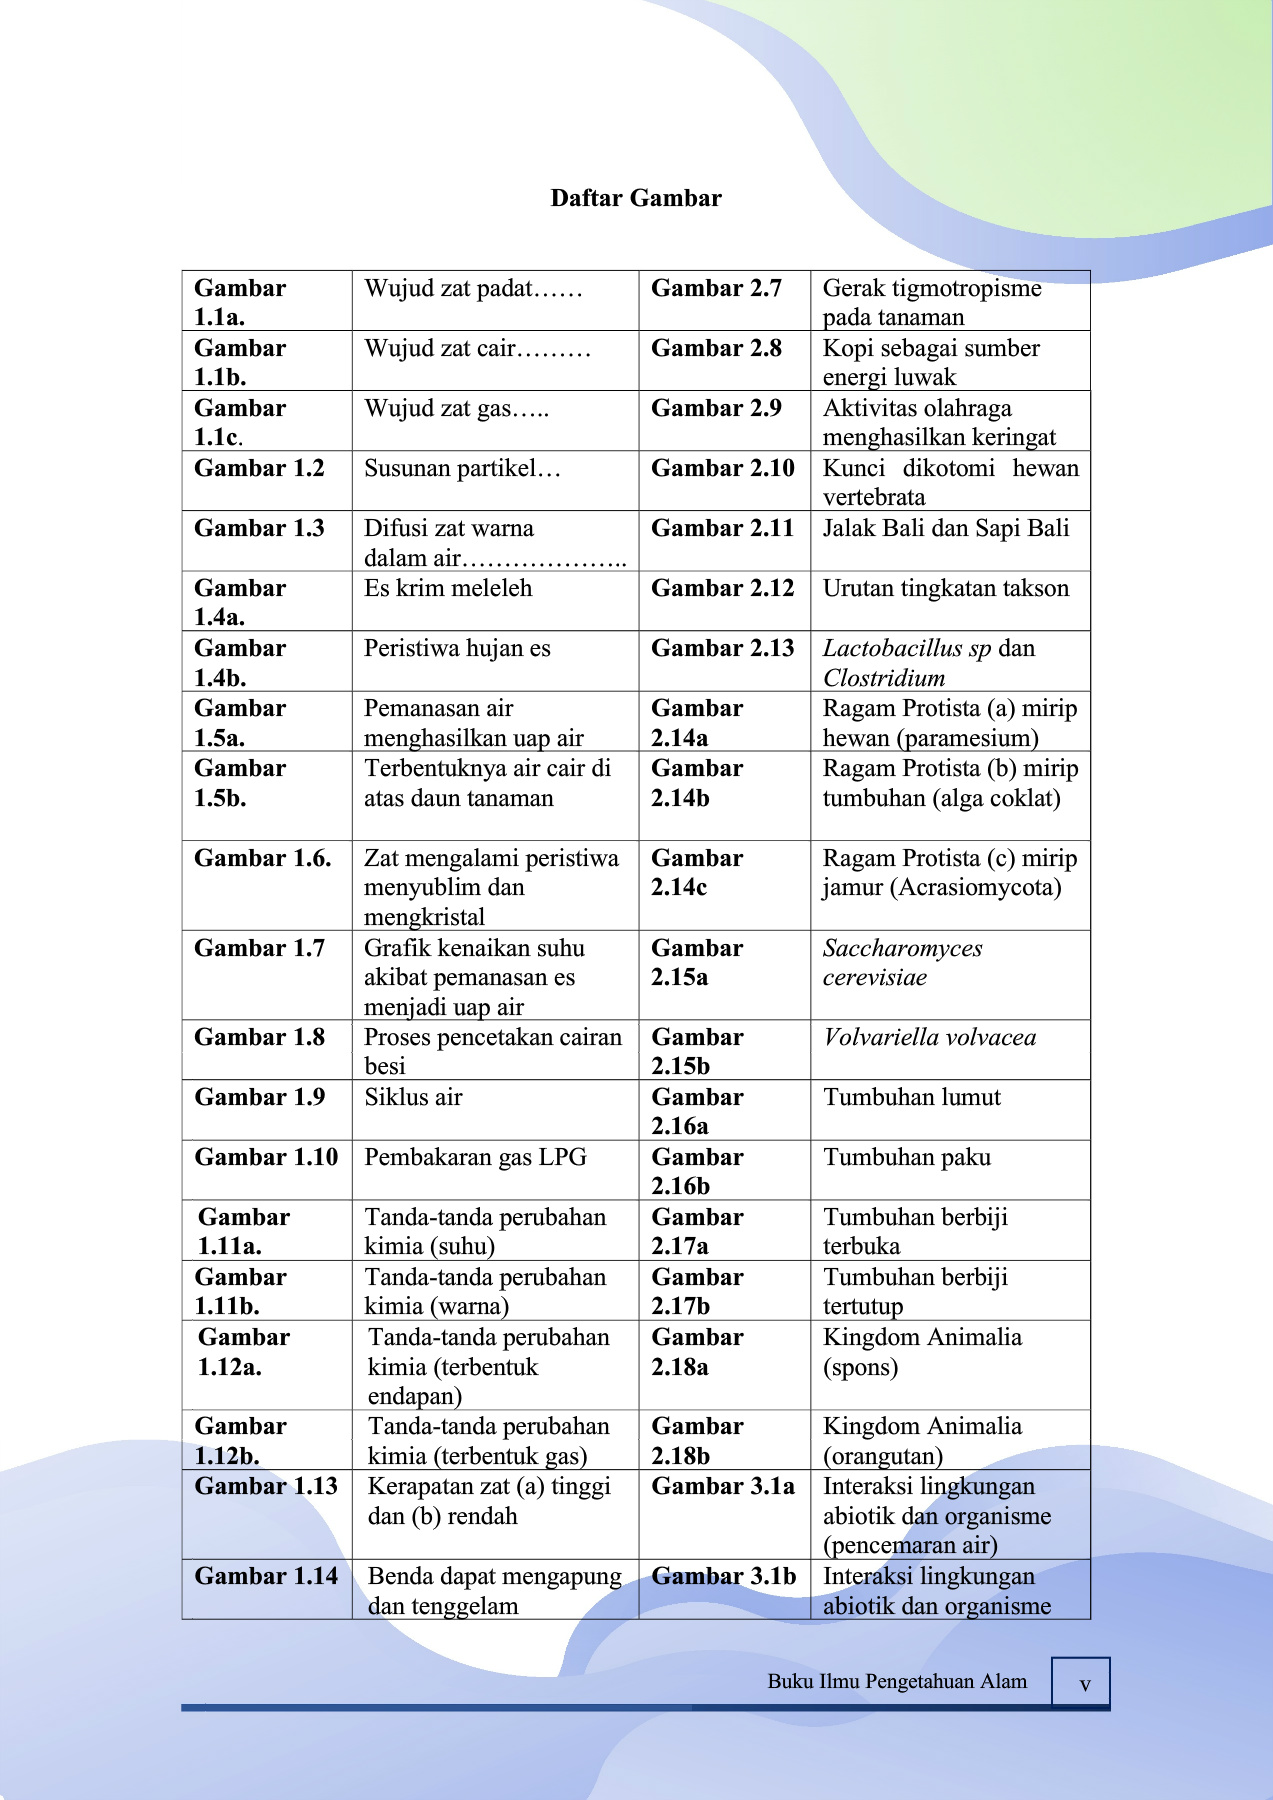 Daftar Gambar
Gambar
1.1a.
Wujud zat padat……
Gambar 2.7
Gerak tigmotropisme
pada tanaman
Gambar
1.1b.
Wujud zat cair………
Gambar 2.8
Kopi sebagai sumber
energi luwak
Gambar
1.1c.
Wujud zat gas…..
Gambar 2.9
Aktivitas olahraga
menghasilkan keringat
Gambar 1.2
Susunan partikel…
Gambar 2.10
Kunci dikotomi hewan
vertebrata
Gambar 1.3
Difusi zat warna
dalam air………………..
Gambar 2.11
Jalak Bali dan Sapi Bali
Gambar
1.4a.
Es krim meleleh
Gambar 2.12
Urutan tingkatan takson
Gambar
1.4b.
Peristiwa hujan es
Gambar 2.13
Lactobacillus sp dan
Clostridium
Gambar
1.5a.
Pemanasan air
menghasilkan uap air
Gambar
2.14a
Ragam Protista (a) mirip
hewan (paramesium)
Gambar
1.5b.
Terbentuknya air cair di
atas daun tanaman
Gambar
2.14b
Ragam Protista (b) mirip
tumbuhan (alga coklat)
Gambar 1.6.
Zat mengalami peristiwa
menyublim dan
mengkristal
Gambar
2.14c
Ragam Protista (c) mirip
jamur (Acrasiomycota)
Gambar 1.7
Grafik kenaikan suhu
akibat pemanasan es
menjadi uap air
Gambar
2.15a
Saccharomyces
cerevisiae
Gambar 1.8
Proses pencetakan cairan
besi
Gambar
2.15b
Volvariella volvacea
Gambar 1.9
Siklus air
Gambar
2.16a
Tumbuhan lumut
Gambar 1.10
Pembakaran gas LPG
Gambar
2.16b
Tumbuhan paku
Gambar
1.11a.
Tanda-tanda perubahan
kimia (suhu)
Gambar
2.17a
Tumbuhan berbiji
terbuka
Gambar
1.11b.
Tanda-tanda perubahan
kimia (warna)
Gambar
2.17b
Tumbuhan berbiji
tertutup
Gambar
1.12a.
Tanda-tanda perubahan
kimia (terbentuk
endapan)
Gambar
2.18a
Kingdom Animalia
(spons)
Gambar
1.12b.
Tanda-tanda perubahan
kimia (terbentuk gas)
Gambar
2.18b
Kingdom Animalia
(orangutan)
Gambar 1.13
Kerapatan zat (a) tinggi
dan (b) rendah
Gambar 3.1a
Interaksi lingkungan
abiotik dan organisme
(pencemaran air)
Gambar 1.14
Benda dapat mengapung
dan tenggelam
Gambar 3.1b
Interaksi lingkungan
abiotik dan organisme
Buku Ilmu Pengetahuan Alam
v